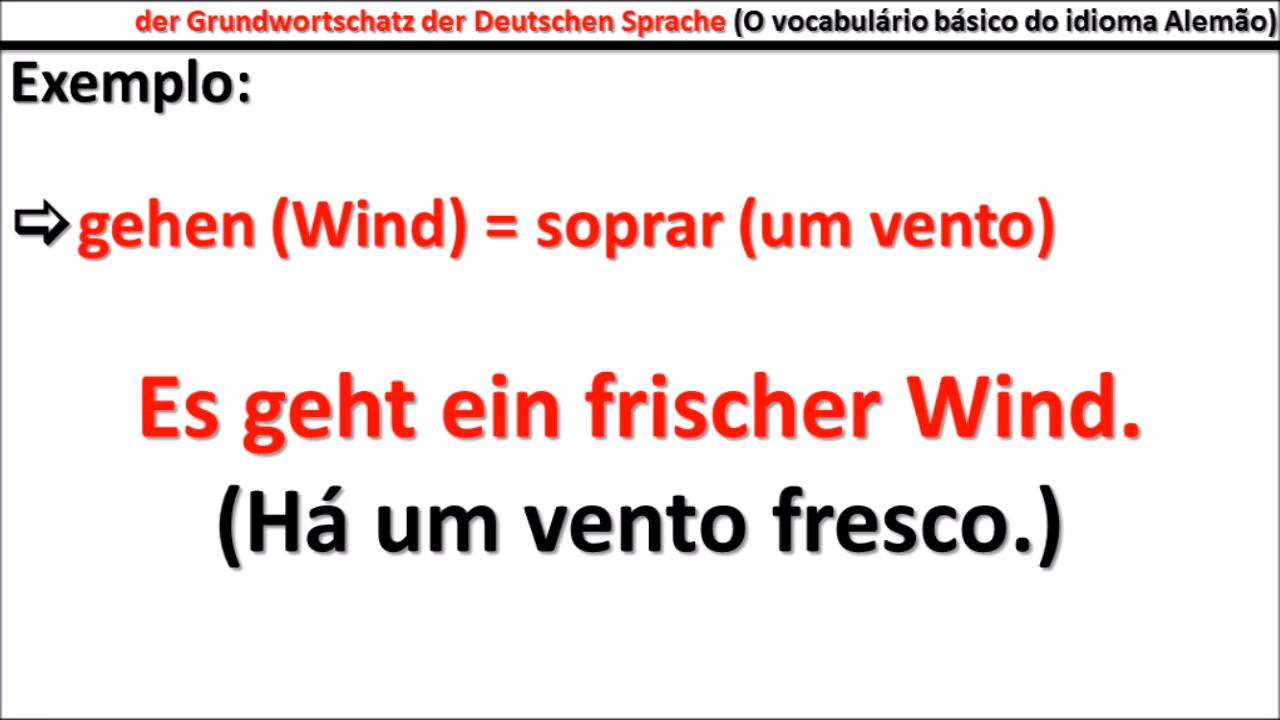 der Grundwortschatz der Deutschen Sprache (O vocabulário básico do idioma Alemão)
Exemplo:
⇨gehen (Wind) = soprar (um vento)
Es geht ein frischer Wind.
(Há um vento fresco.)